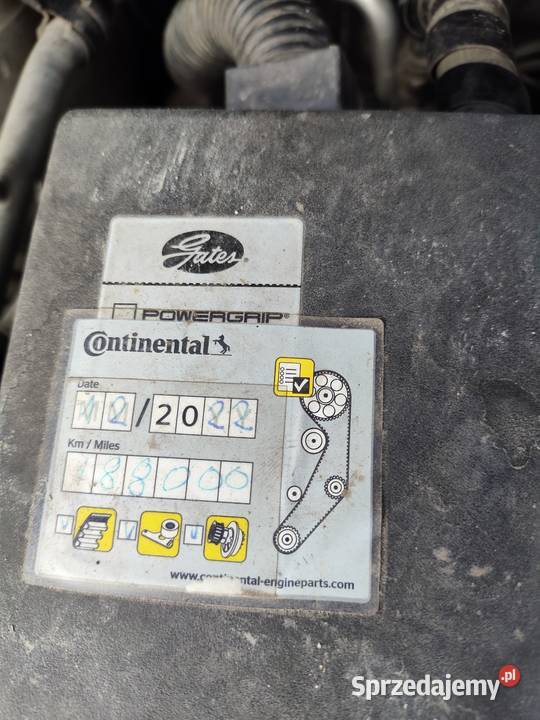 Gates®
POWERGRIP®
Continental
Date
12/2022
Km / Miles
188000
www.continental-engineparts.com
Sprzedajemy.pl